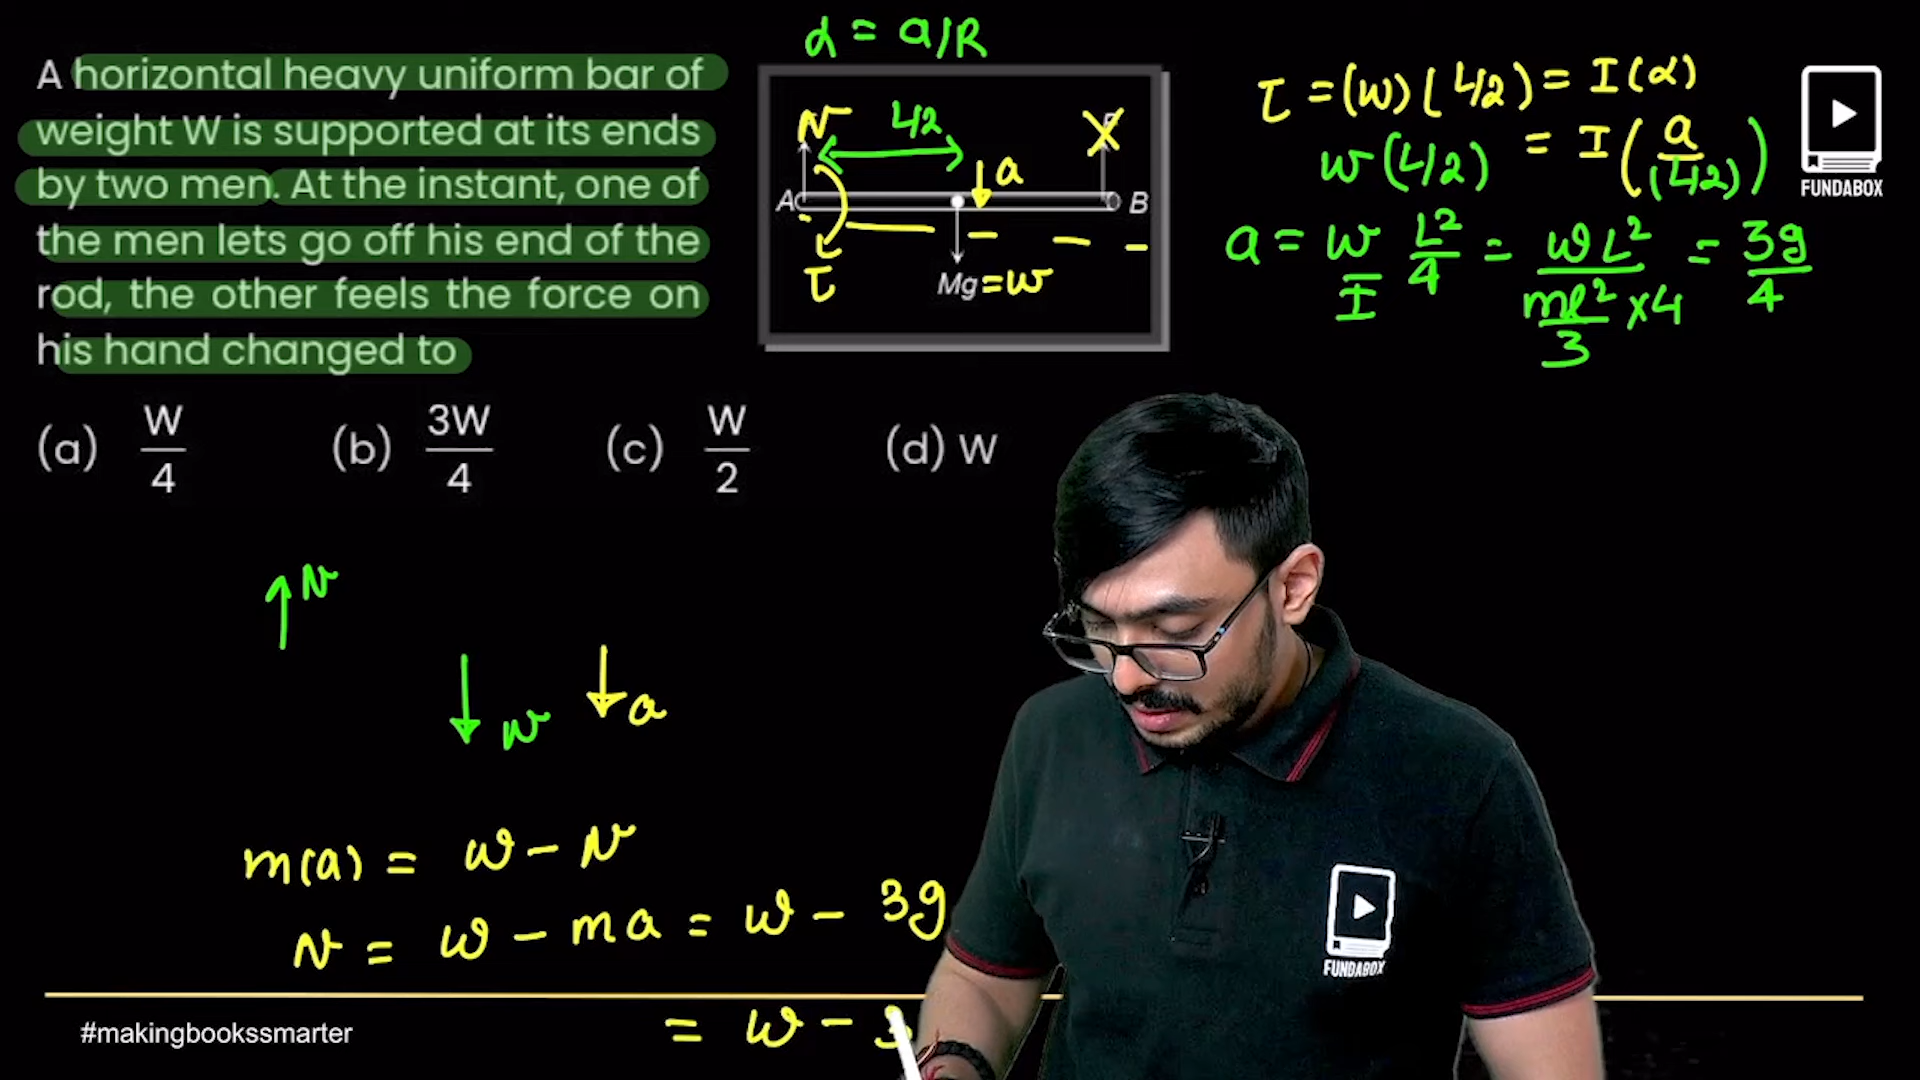 A horizontal heavy uniform bar of
weight W is supported at its ends
by two men. At the instant, one of
the men lets go off his end of the
rod, the other feels the force on
his hand changed to
(a) W/4 (b) 3W/4 (c) W/2 (d) W
α = a/R
N
L/2
a
A
B
τ
Mg = W
τ = (W) (L/2) = I(α)
W (L/2) = I (a/(L/2))
a = W/I L²/4 = WL²/(ml²/3 × 4) = 3g/4
FUNDABOX
↑ N
↓ W
↓ a
m(a) = W - N
N = W - ma = W - 3g
= W - 3
FUNDABOX
#makingbookssmarter